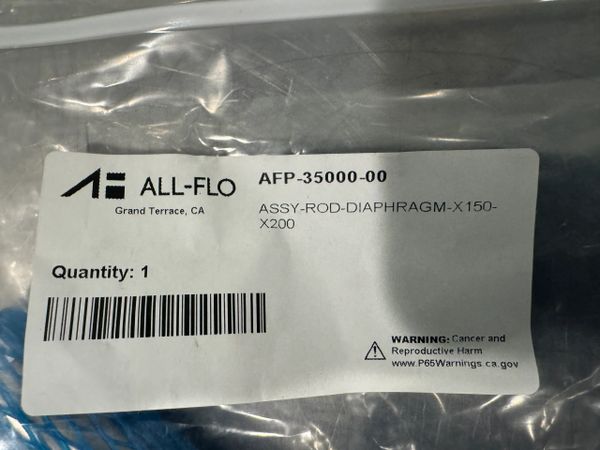 ALL-FLO
Grand Terrace, CA
AFP-35000-00
ASSY-ROD-DIAPHRAGM-X150-
X200
Quantity: 1
WARNING: Cancer and
Reproductive Harm
www.P65Warnings.ca.gov